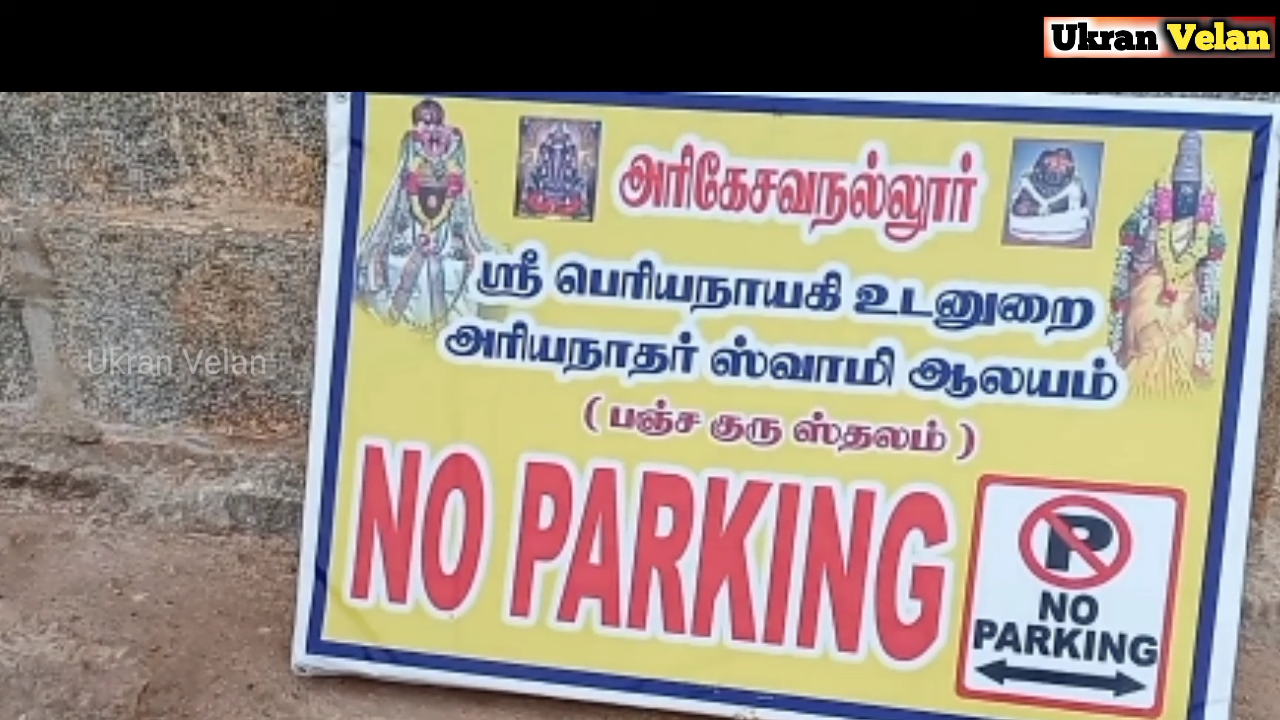 Ukran Velan
அரிகேசவநல்லூர்
ஸ்ரீ பெரியநாயகி உடனுறை
அரியநாதர் ஸ்வாமி ஆலயம்
( பஞ்ச குரு ஸ்தலம் )
NO PARKING
P
NO
PARKING
Ukran Velan